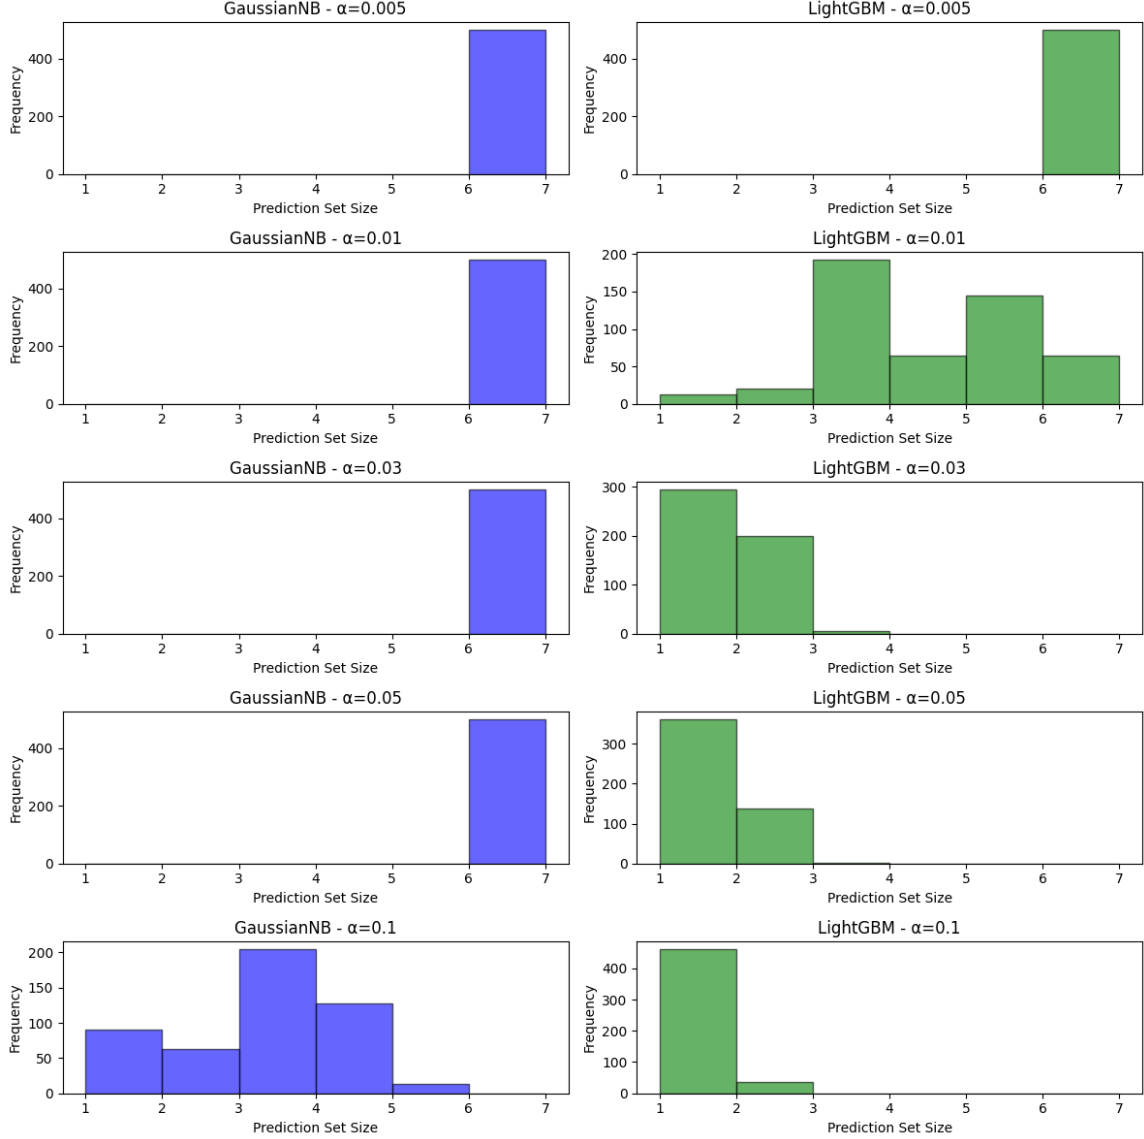 GaussianNB - α=0.005
Frequency
400
200
0
1 2 3 4 5 6 7
Prediction Set Size
LightGBM - α=0.005
Frequency
400
200
0
1 2 3 4 5 6 7
Prediction Set Size
GaussianNB - α=0.01
Frequency
400
200
0
1 2 3 4 5 6 7
Prediction Set Size
LightGBM - α=0.01
Frequency
200
150
100
50
0
1 2 3 4 5 6 7
Prediction Set Size
GaussianNB - α=0.03
Frequency
400
200
0
1 2 3 4 5 6 7
Prediction Set Size
LightGBM - α=0.03
Frequency
300
200
100
0
1 2 3 4 5 6 7
Prediction Set Size
GaussianNB - α=0.05
Frequency
400
200
0
1 2 3 4 5 6 7
Prediction Set Size
LightGBM - α=0.05
Frequency
300
200
100
0
1 2 3 4 5 6 7
Prediction Set Size
GaussianNB - α=0.1
Frequency
200
150
100
50
0
1 2 3 4 5 6 7
Prediction Set Size
LightGBM - α=0.1
Frequency
400
300
200
100
0
1 2 3 4 5 6 7
Prediction Set Size